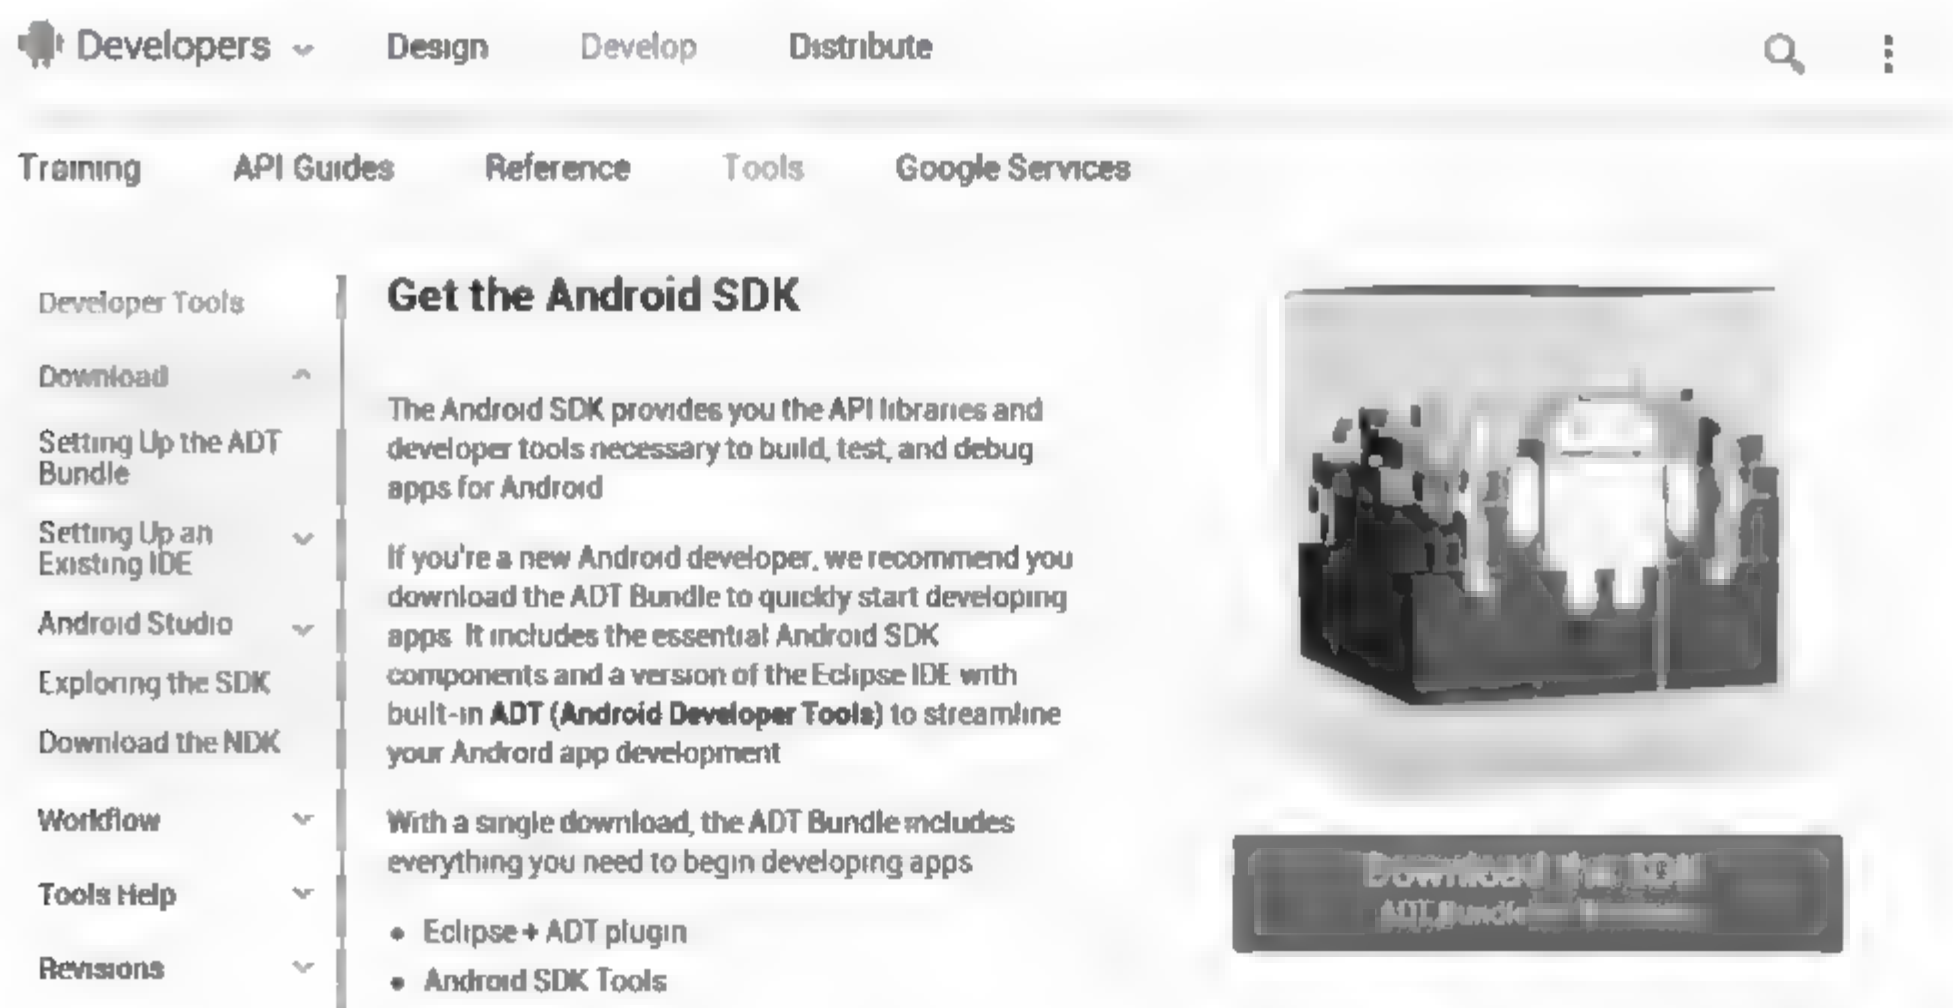 Developers Design Develop Distribute
Training API Guides Reference Tools Google Services
Developer Tools
Download
Setting Up the ADT
Bundle
Setting Up an
Existing IDE
Android Studio
Exploring the SDK
Download the NDK
Workflow
Tools Help
Revisions
Get the Android SDK
The Android SDK provides you the API libraries and
developer tools necessary to build, test, and debug
apps for Android
If you're a new Android developer, we recommend you
download the ADT Bundle to quickly start developing
apps It includes the essential Android SDK
components and a version of the Eclipse IDE with
built-in ADT (Android Developer Tools) to streamline
your Android app development
With a single download, the ADT Bundle includes
everything you need to begin developing apps
• Eclipse + ADT plugin
• Android SDK Tools
Download
ADT Bundle